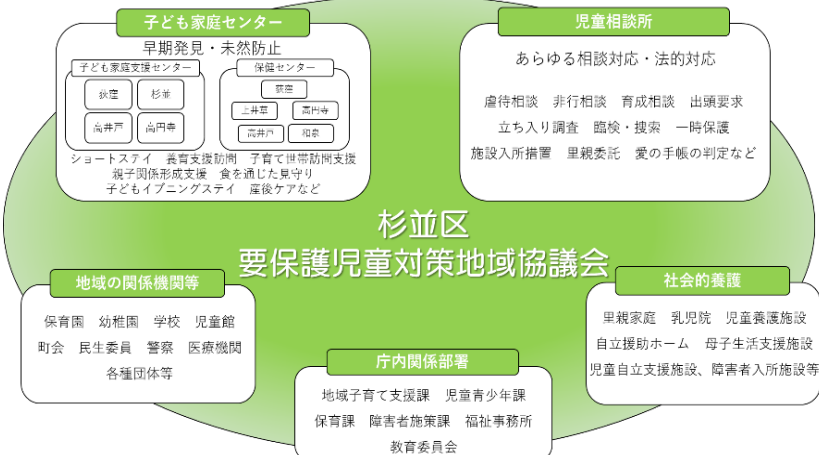 子ども家庭センター
早期発見・未然防止
子ども家庭支援センター
荻窪 杉並
高井戸 高円寺
保健センター
荻窪
上井草 高円寺
高井戸 和泉
ショートステイ 養育支援訪問 子育て世帯訪問支援
親子関係形成支援 食を通じた見守り
子どもイブニングステイ 産後ケアなど
児童相談所
あらゆる相談対応・法的対応
虐待相談 非行相談 育成相談 出頭要求
立ち入り調査 臨検・捜索 一時保護
施設入所措置 里親委託 愛の手帳の判定など
杉並区
要保護児童対策地域協議会
地域の関係機関等
保育園 幼稚園 学校 児童館
町会 民生委員 警察 医療機関
各種団体等
庁内関係部署
地域子育て支援課 児童青少年課
保育課 障害者施策課 福祉事務所
教育委員会
社会的養護
里親家庭 乳児院 児童養護施設
自立援助ホーム 母子生活支援施設
児童自立支援施設、障害者入所施設等